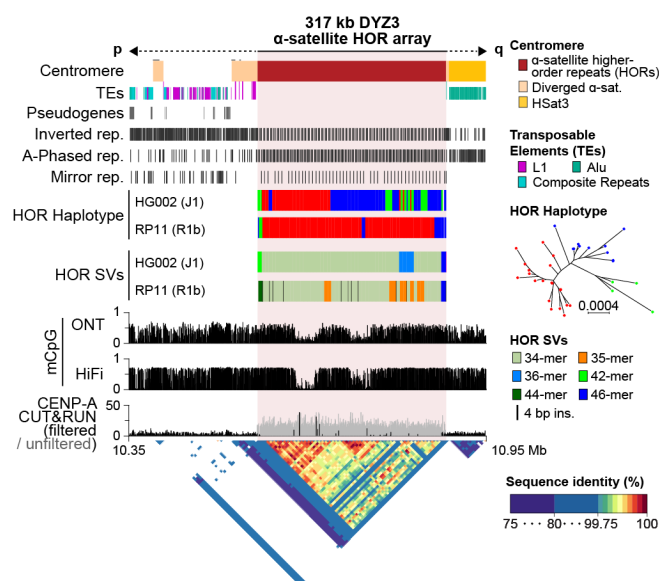 317 kb DYZ3
α-satellite HOR array
p
q
Centromere
TEs
Pseudogenes
Inverted rep.
A-Phased rep.
Mirror rep.
HOR Haplotype
HG002 (J1)
RP11 (R1b)
HOR SVs
HG002 (J1)
RP11 (R1b)
mCpG
ONT
1
0
HiFi
1
0
CENP-A
CUT&RUN
(filtered
/ unfiltered)
50
0
10.35
10.95 Mb
Centromere
α-satellite higher-
order repeats (HORs)
Diverged α-sat.
HSat3
Transposable
Elements (TEs)
L1
Alu
Composite Repeats
HOR Haplotype
0.0004
HOR SVs
34-mer
35-mer
36-mer
42-mer
44-mer
46-mer
4 bp ins.
Sequence identity (%)
75 · · · · 80 · · 99.75 · · · · · 100